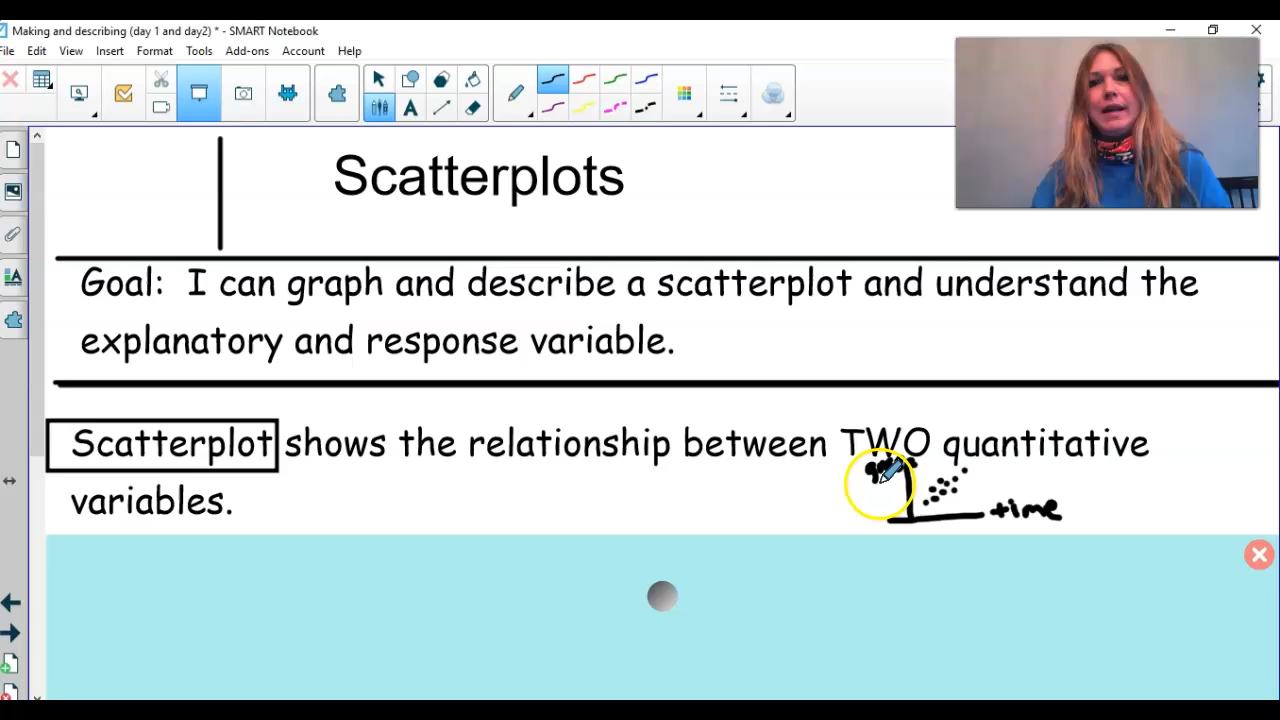 Making and describing (day 1 and day2) * - SMART Notebook
File Edit View Insert Format Tools Add-ons Account Help
Scatterplots
Goal: I can graph and describe a scatterplot and understand the
explanatory and response variable.
Scatterplot shows the relationship between TWO quantitative
variables.
time